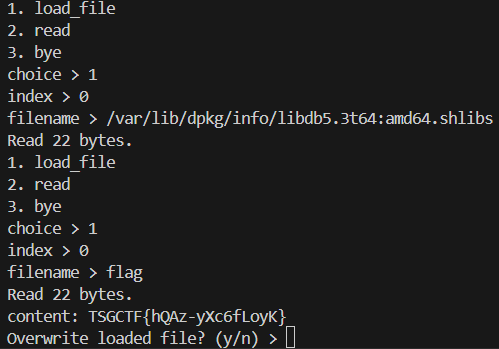 1. load_file
2. read
3. bye
choice > 1
index > 0
filename > /var/lib/dpkg/info/libdb5.3t64:amd64.shlibs
Read 22 bytes.
1. load_file
2. read
3. bye
choice > 1
index > 0
filename > flag
Read 22 bytes.
content: TSGCTF{hQAz-yXc6fLoyK}
Overwrite loaded file? (y/n) >